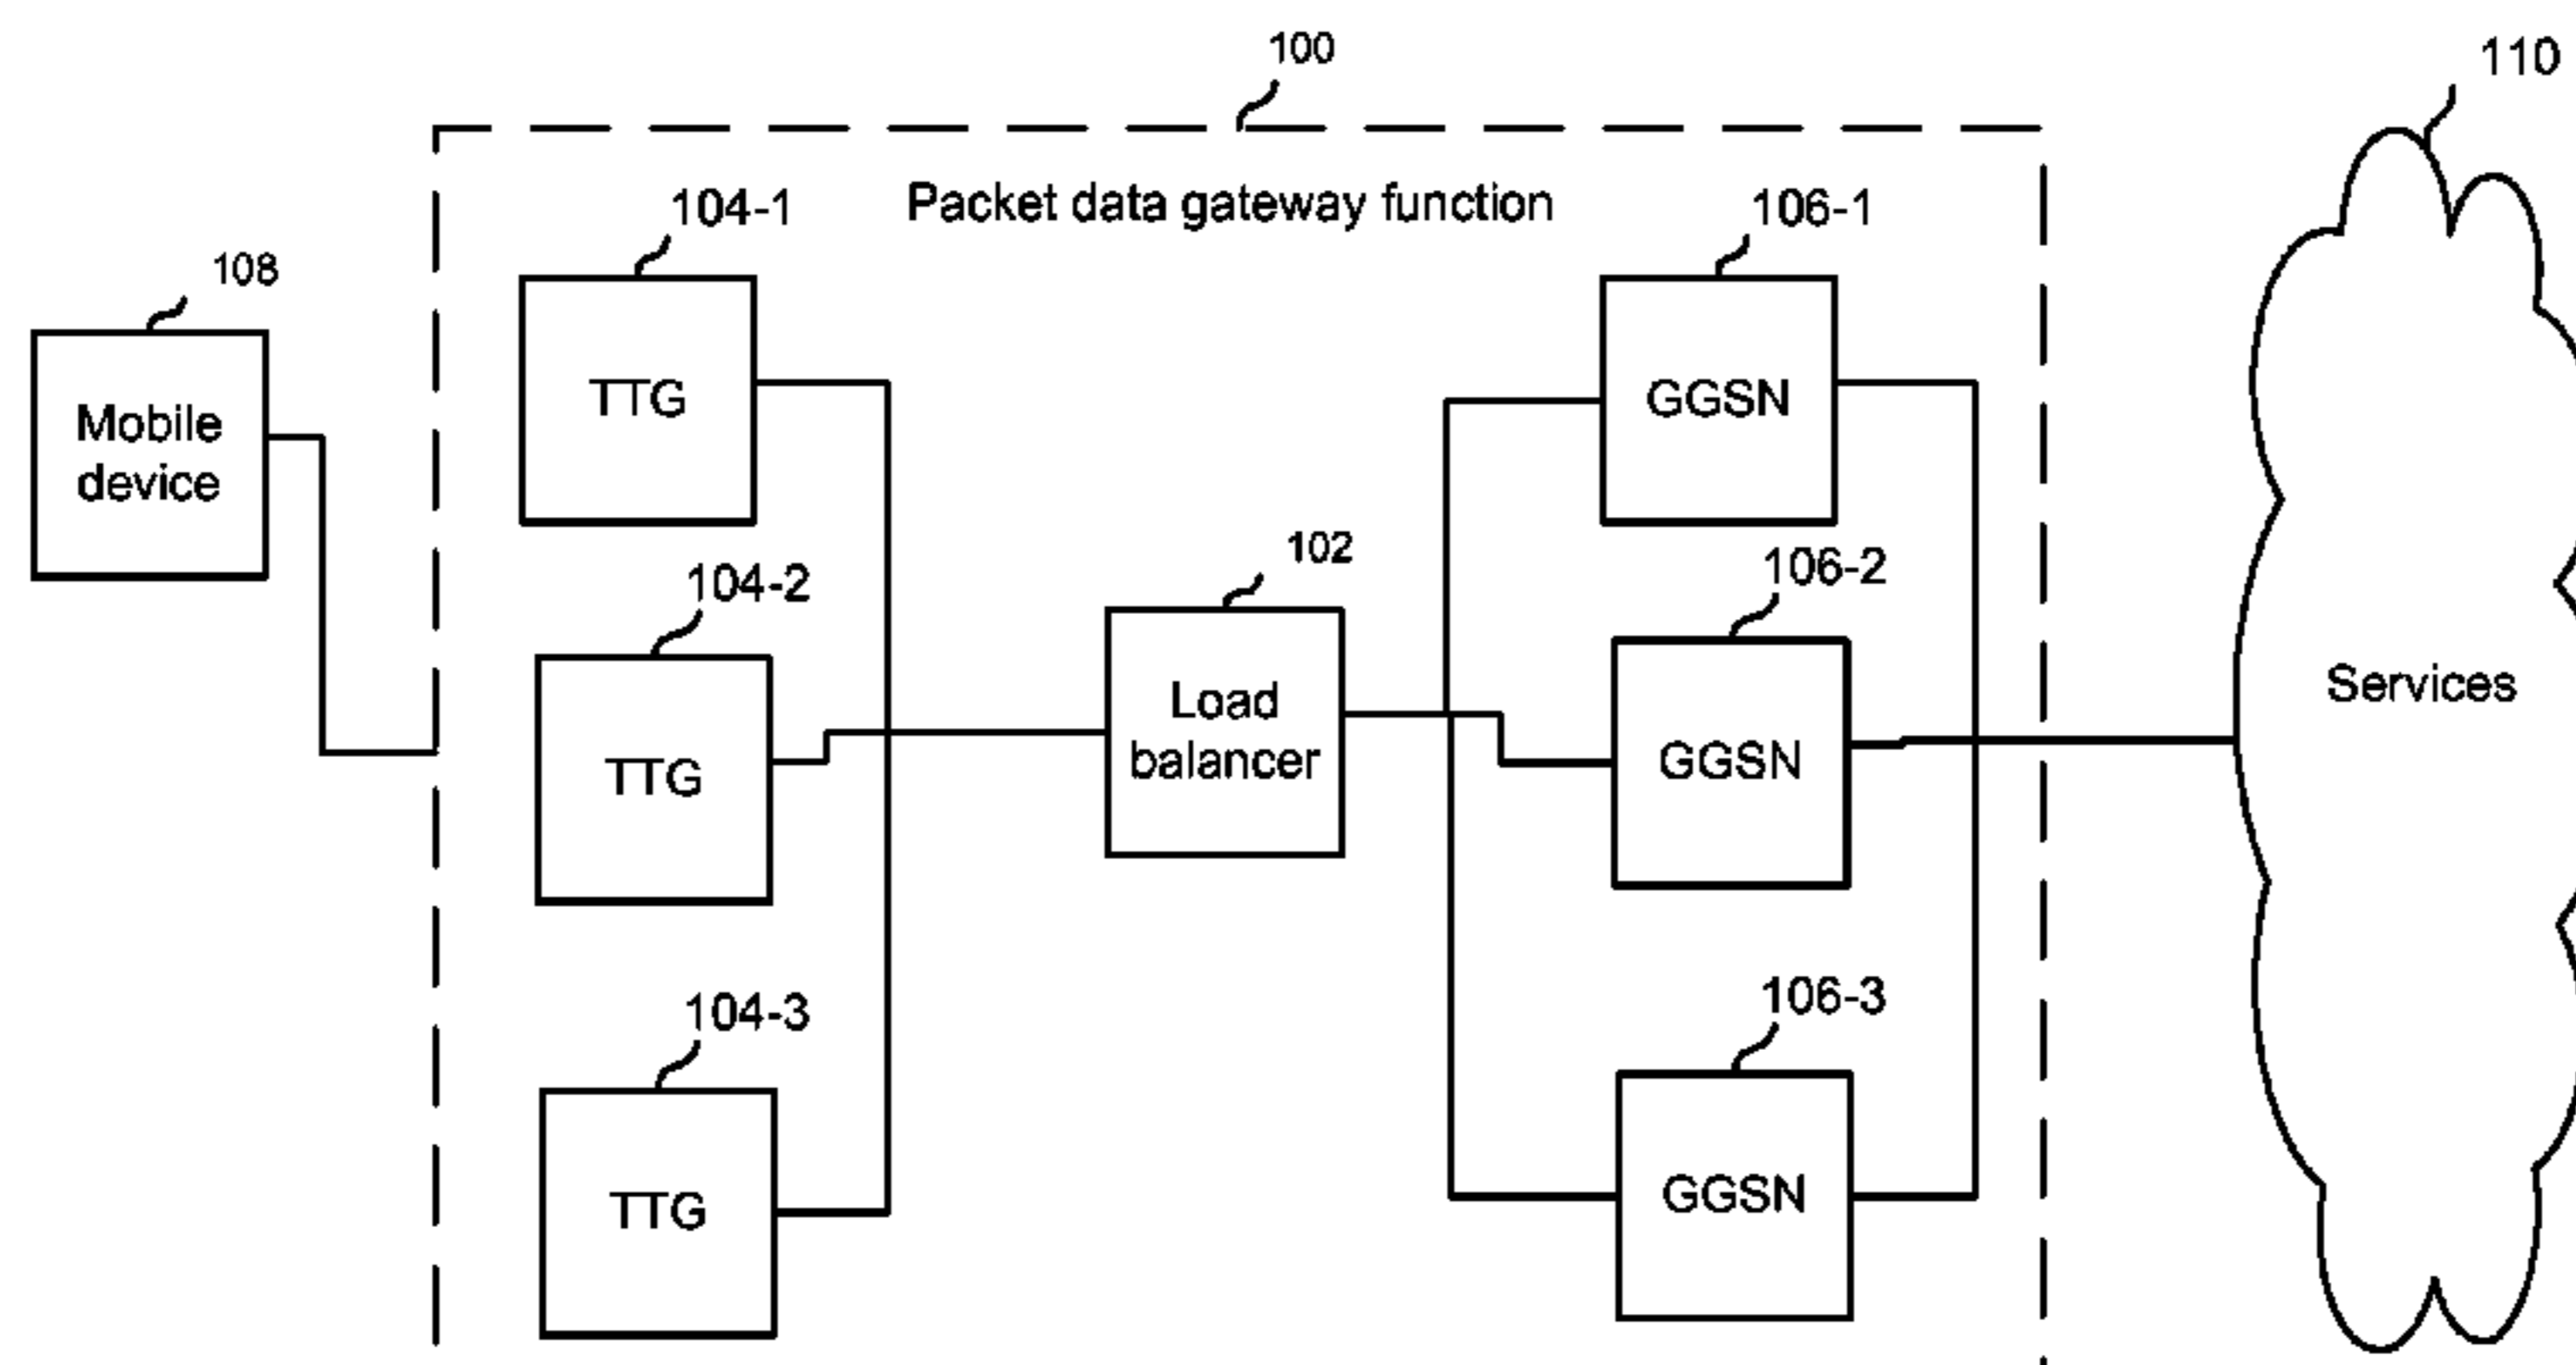 100
110
Packet data gateway function
104-1
106-1
108
TTG
GGSN
Mobile
device
102
106-2
104-2
Load
balancer
Services
TTG
GGSN
106-3
104-3
TTG
GGSN